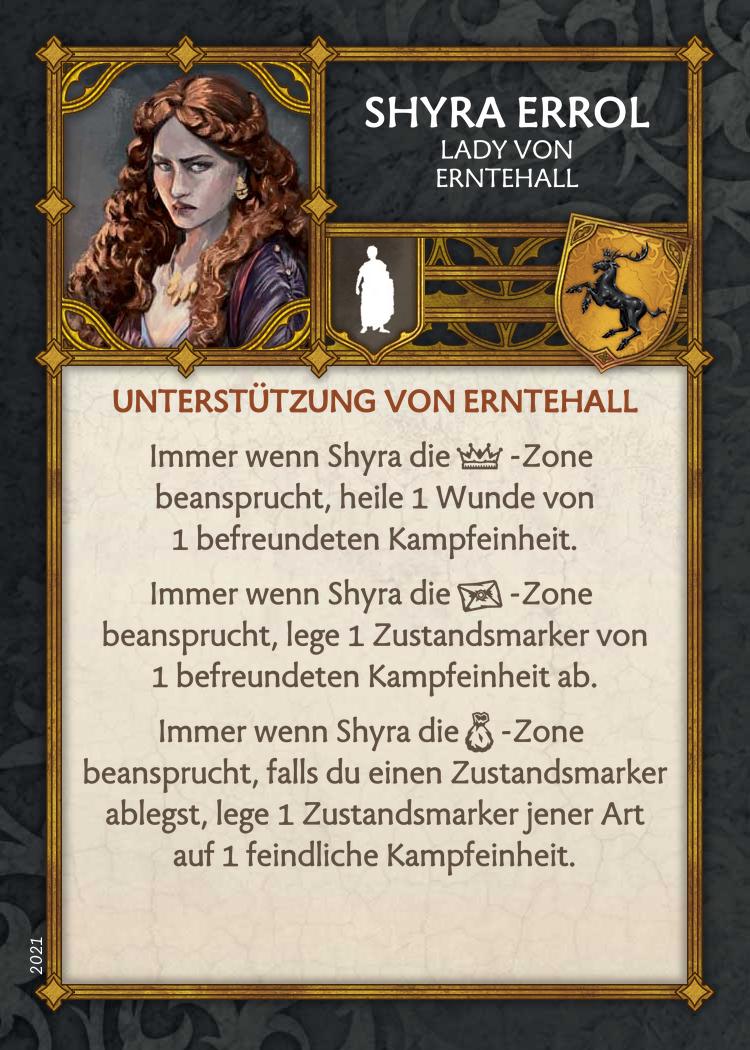 SHYRA ERROL
LADY VON
ERNTEHALL
UNTERSTÜTZUNG VON ERNTEHALL
Immer wenn Shyra die -Zone
beansprucht, heile 1 Wunde von
1 befreundeten Kampfeinheit.
Immer wenn Shyra die -Zone
beansprucht, lege 1 Zustandsmarker von
1 befreundeten Kampfeinheit ab.
Immer wenn Shyra die -Zone
beansprucht, falls du einen Zustandsmarker
ablegst, lege 1 Zustandsmarker jener Art
auf 1 feindliche Kampfeinheit.
2021